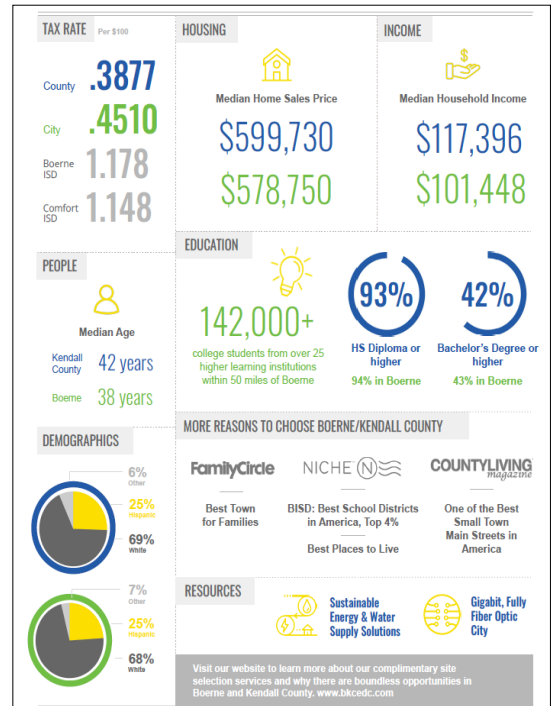 TAX RATE Per $100
County .3877
City .4510
Boerne
ISD 1.178
Comfort
ISD 1.148
HOUSING
Median Home Sales Price
$599,730
$578,750
INCOME
$
Median Household Income
$117,396
$101,448
PEOPLE
Median Age
Kendall
County 42 years
Boerne 38 years
EDUCATION
142,000+
college students from over 25
higher learning institutions
within 50 miles of Boerne
93%
HS Diploma or
higher
94% in Boerne
42%
Bachelor's Degree or
higher
43% in Boerne
DEMOGRAPHICS
6%
Other
25%
Hispanic
69%
White
7%
Other
25%
Hispanic
68%
White
MORE REASONS TO CHOOSE BOERNE/KENDALL COUNTY
FamilyCircle
Best Town
for Families
NICHE N
BISD: Best School Districts
in America, Top 4%
Best Places to Live
COUNTYLIVING
magazine
One of the Best
Small Town
Main Streets in
America
RESOURCES
Sustainable
Energy & Water
Supply Solutions
Gigabit, Fully
Fiber Optic
City
Visit our website to learn more about our complimentary site
selection services and why there are boundless opportunities in
Boerne and Kendall County. www.bkcedc.com